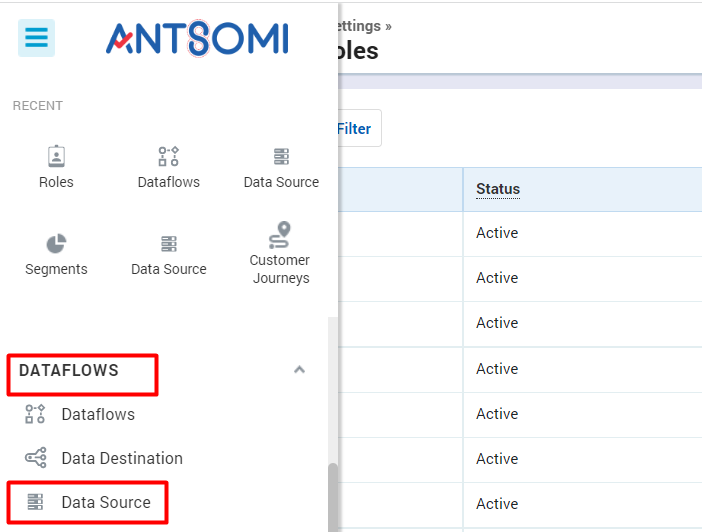 ANTSOMI
ettings »
oles
RECENT
Filter
Roles
Dataflows
Data Source
Status
Active
Segments
Data Source
Customer
Journeys
Active
Active
DATAFLOWS
Active
Dataflows
Active
Data Destination
Active
Data Source
Active